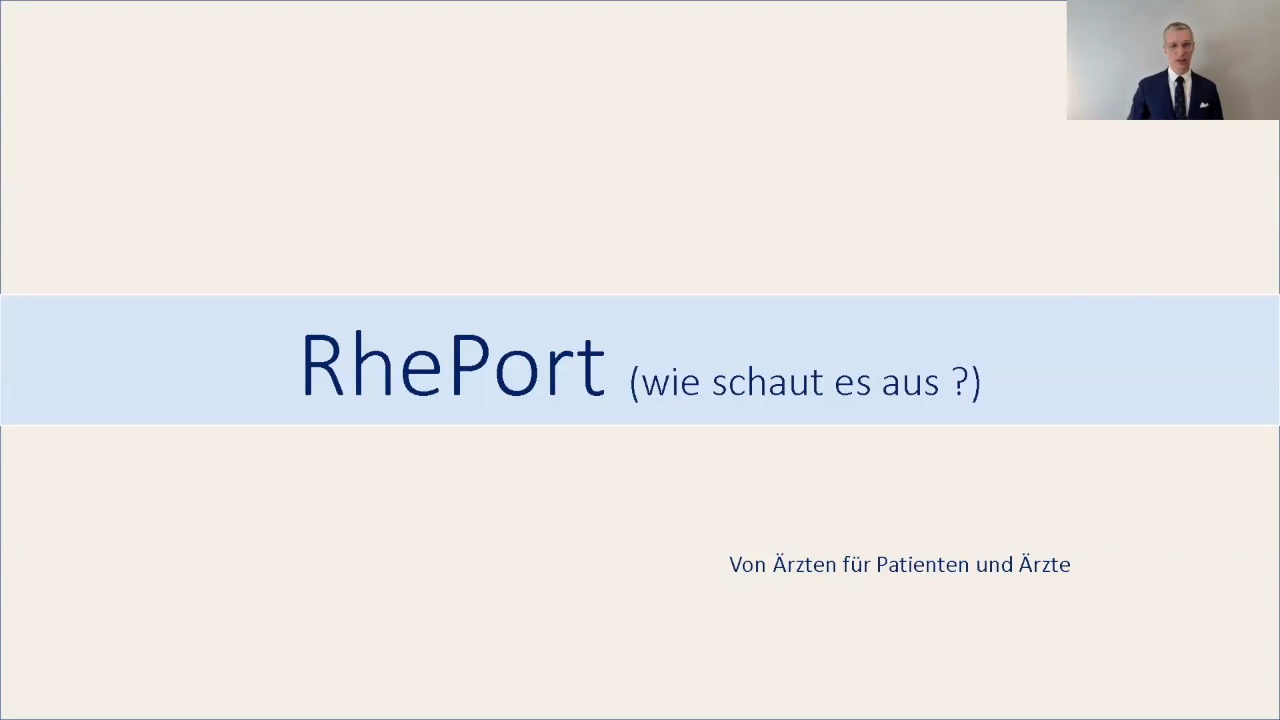 RhePort (wie schaut es aus ?)
Von Ärzten für Patienten und Ärzte